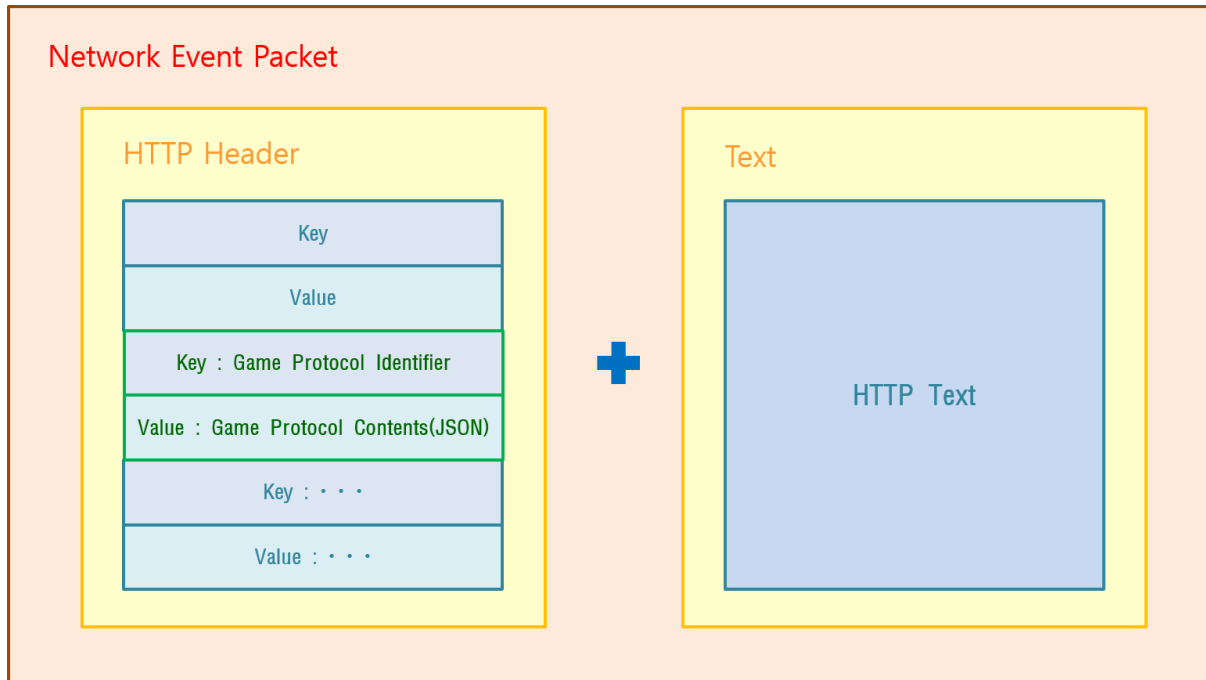 Network Event Packet
HTTP Header
Key
Value
Key : Game Protocol Identifier
Value : Game Protocol Contents(JSON)
Key : · · ·
Value : · · ·
Text
HTTP Text